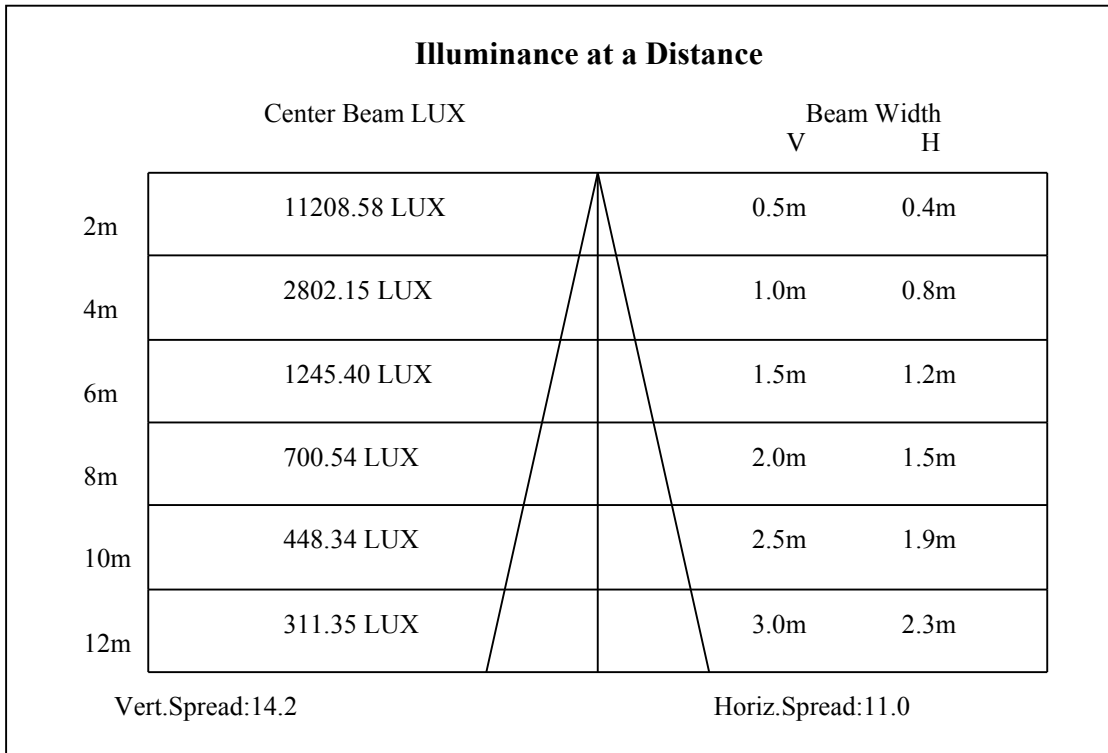 Illuminance at a Distance
Center Beam LUX Beam Width
V H
2m 11208.58 LUX 0.5m 0.4m
4m 2802.15 LUX 1.0m 0.8m
6m 1245.40 LUX 1.5m 1.2m
8m 700.54 LUX 2.0m 1.5m
10m 448.34 LUX 2.5m 1.9m
12m 311.35 LUX 3.0m 2.3m
Vert.Spread:14.2 Horiz.Spread:11.0